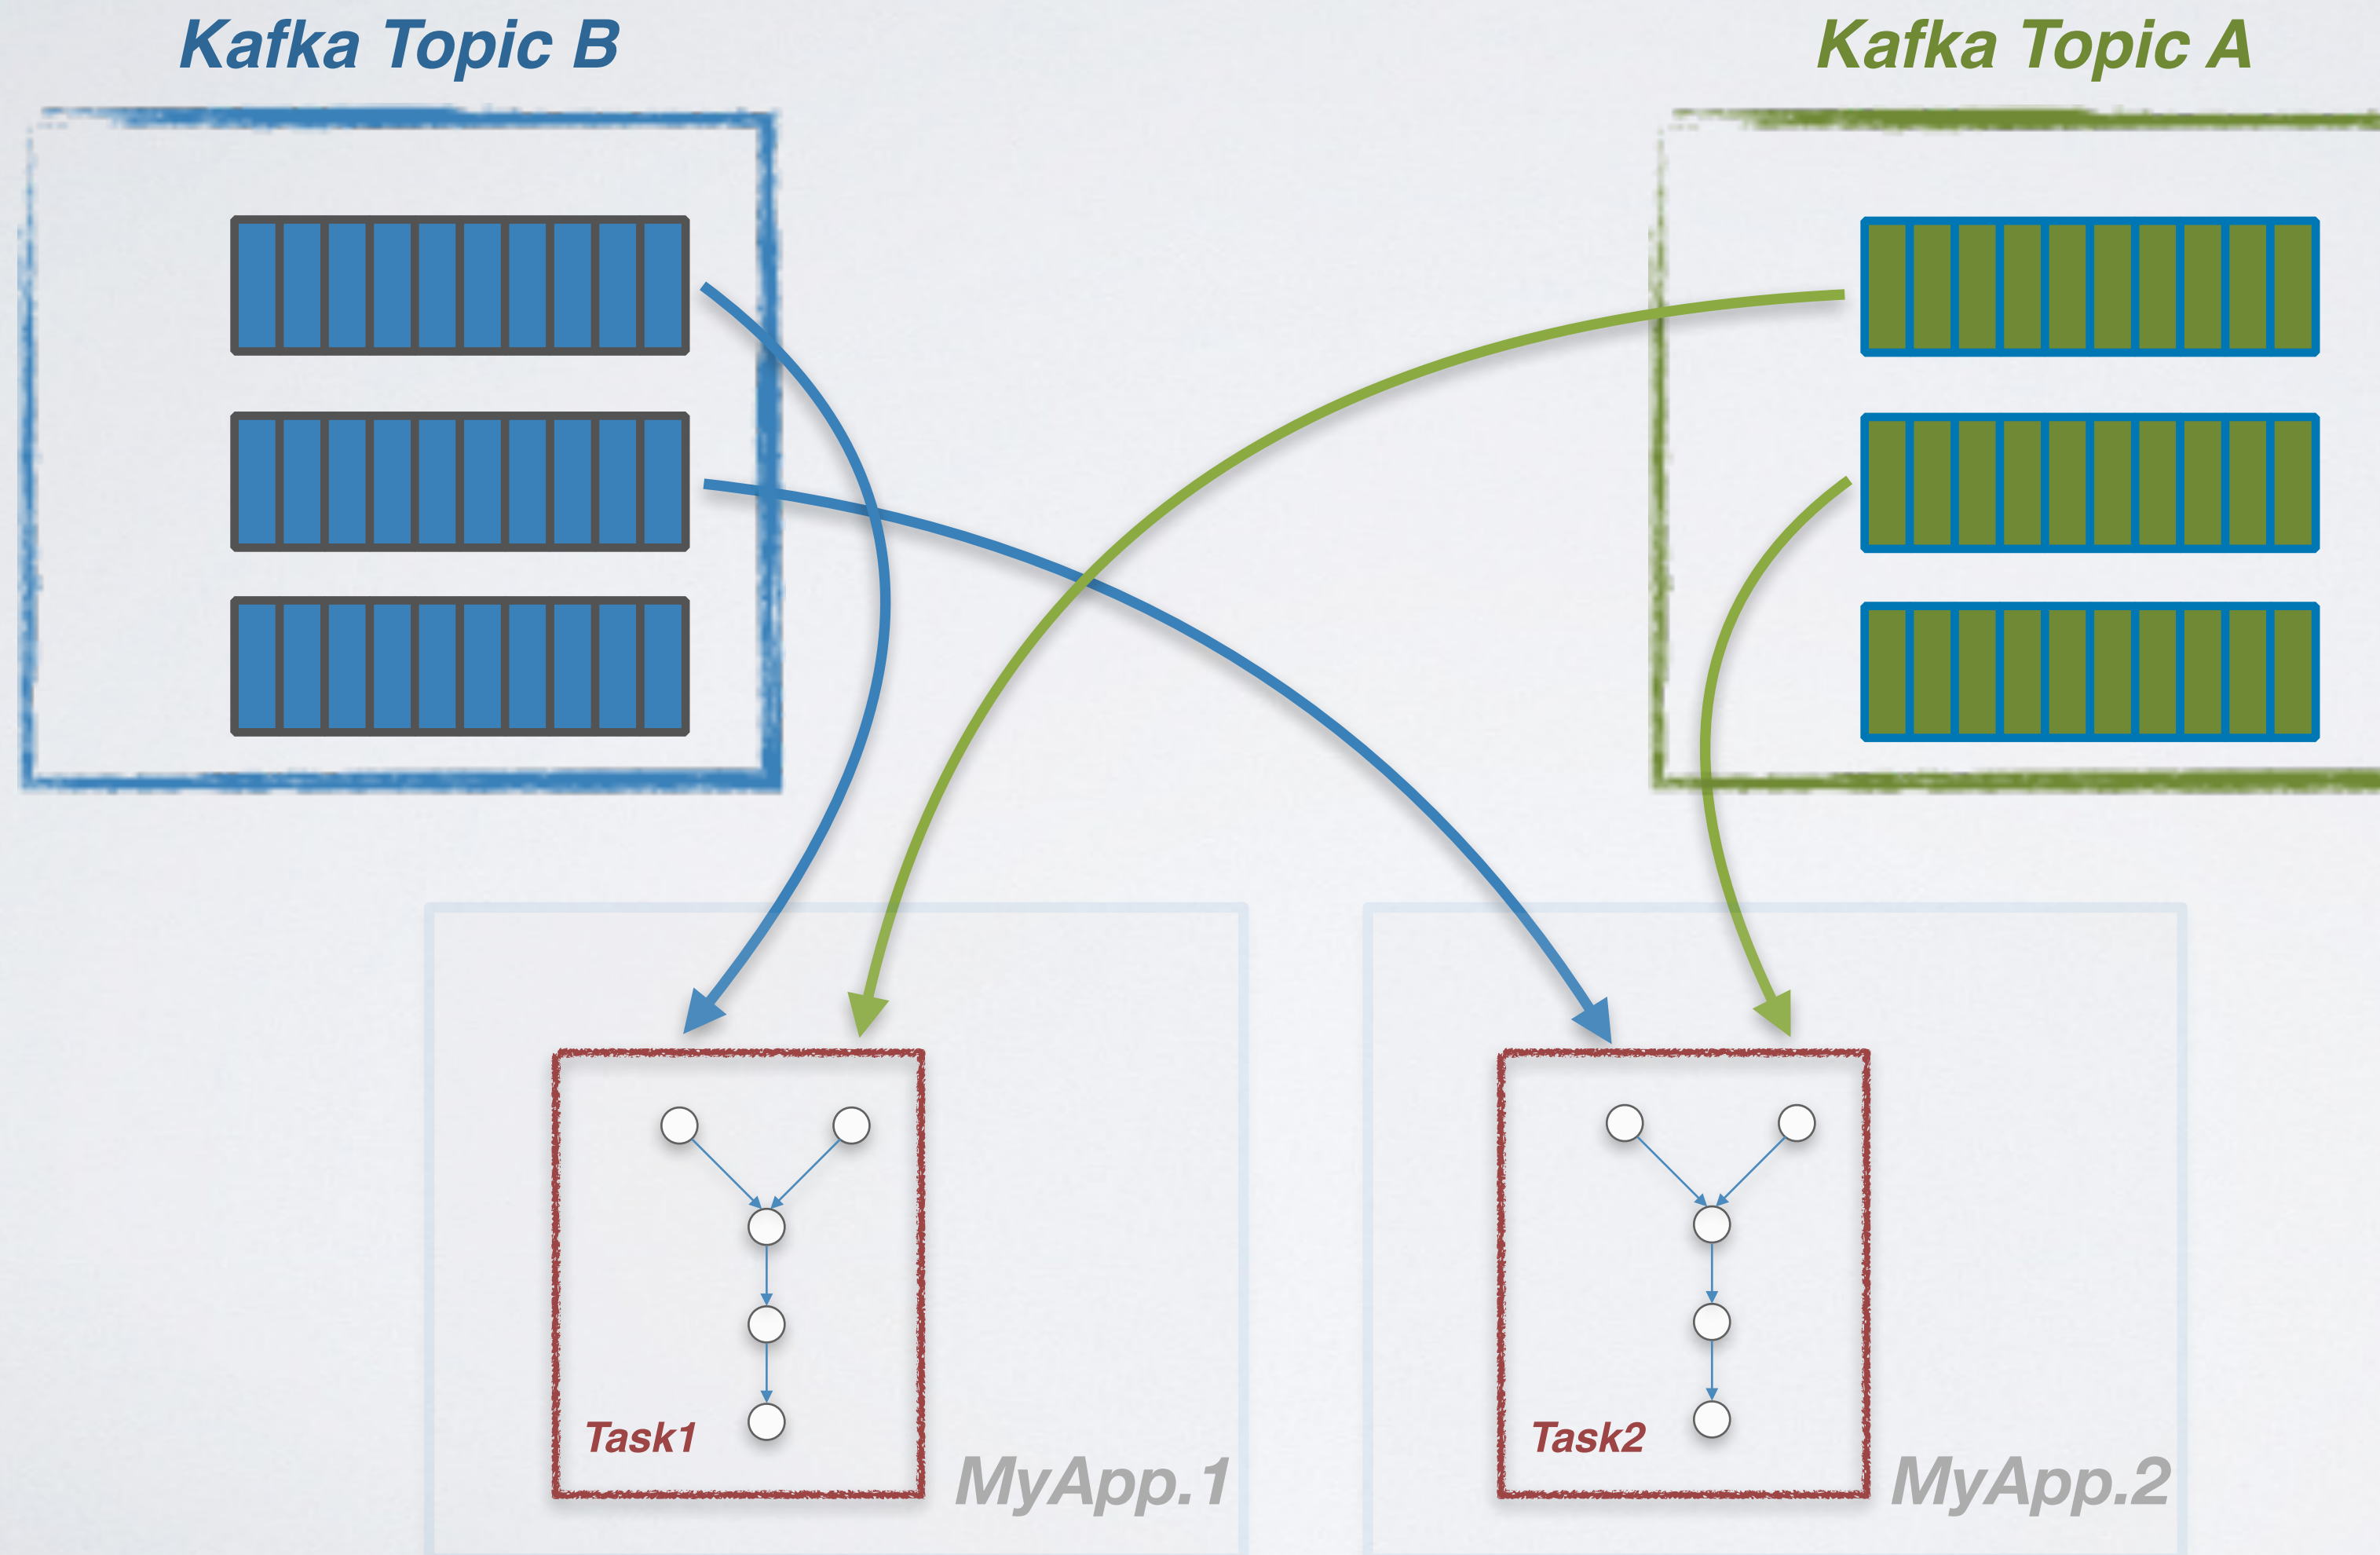 Kafka Topic B
Kafka Topic A
Task1
MyApp.1
Task2
MyApp.2